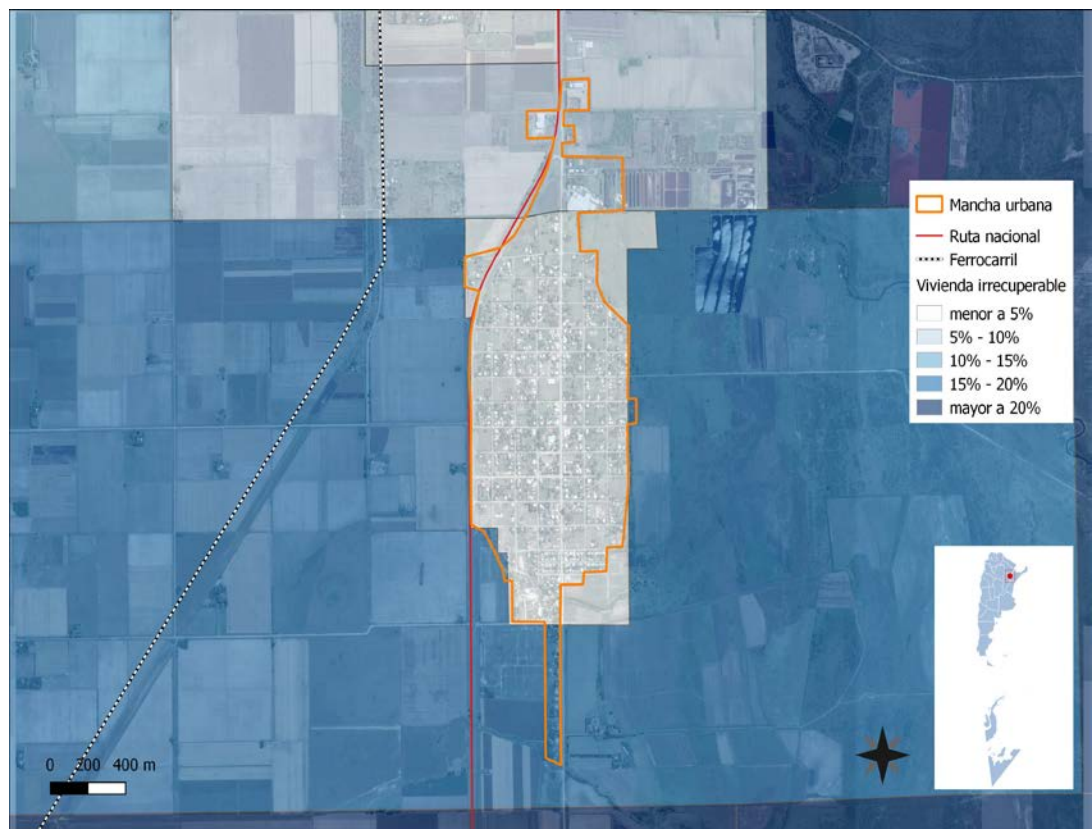 Mancha urbana
Ruta nacional
Ferrocarril
Vivienda irrecuperable
menor a 5%
5% - 10%
10% - 15%
15% - 20%
mayor a 20%
0 200 400 m